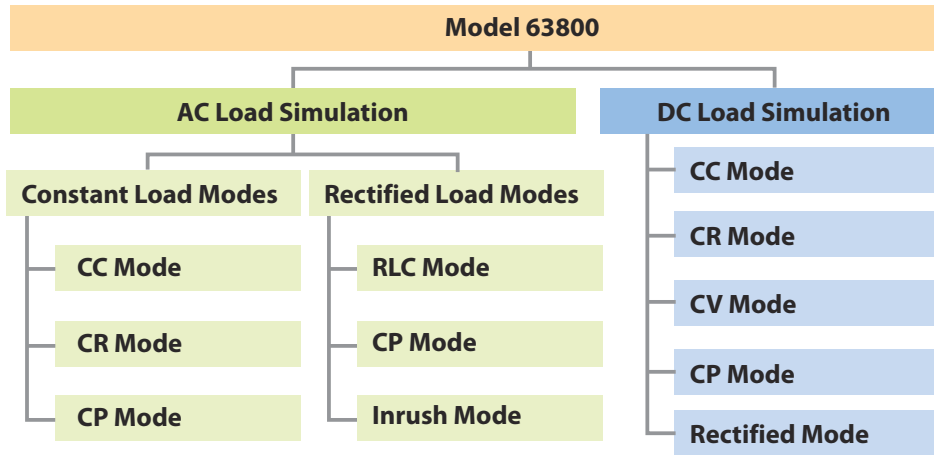 Model 63800
AC Load Simulation
Constant Load Modes
CC Mode
CR Mode
CP Mode
Rectified Load Modes
RLC Mode
CP Mode
Inrush Mode
DC Load Simulation
CC Mode
CR Mode
CV Mode
CP Mode
Rectified Mode